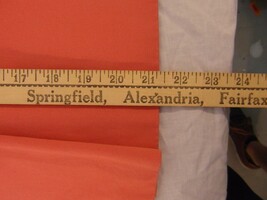 17 18 19 20 21 22 23 24
Springfield, Alexandria, Fairfax